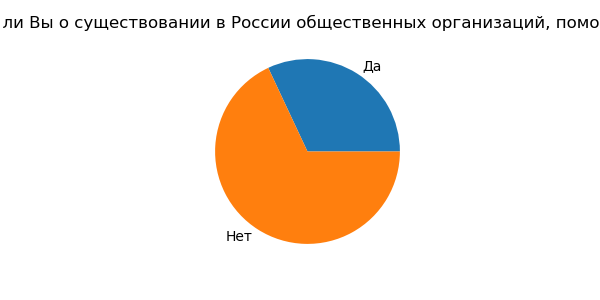 ли Вы о существовании в России общественных организаций, помо
Да
Нет